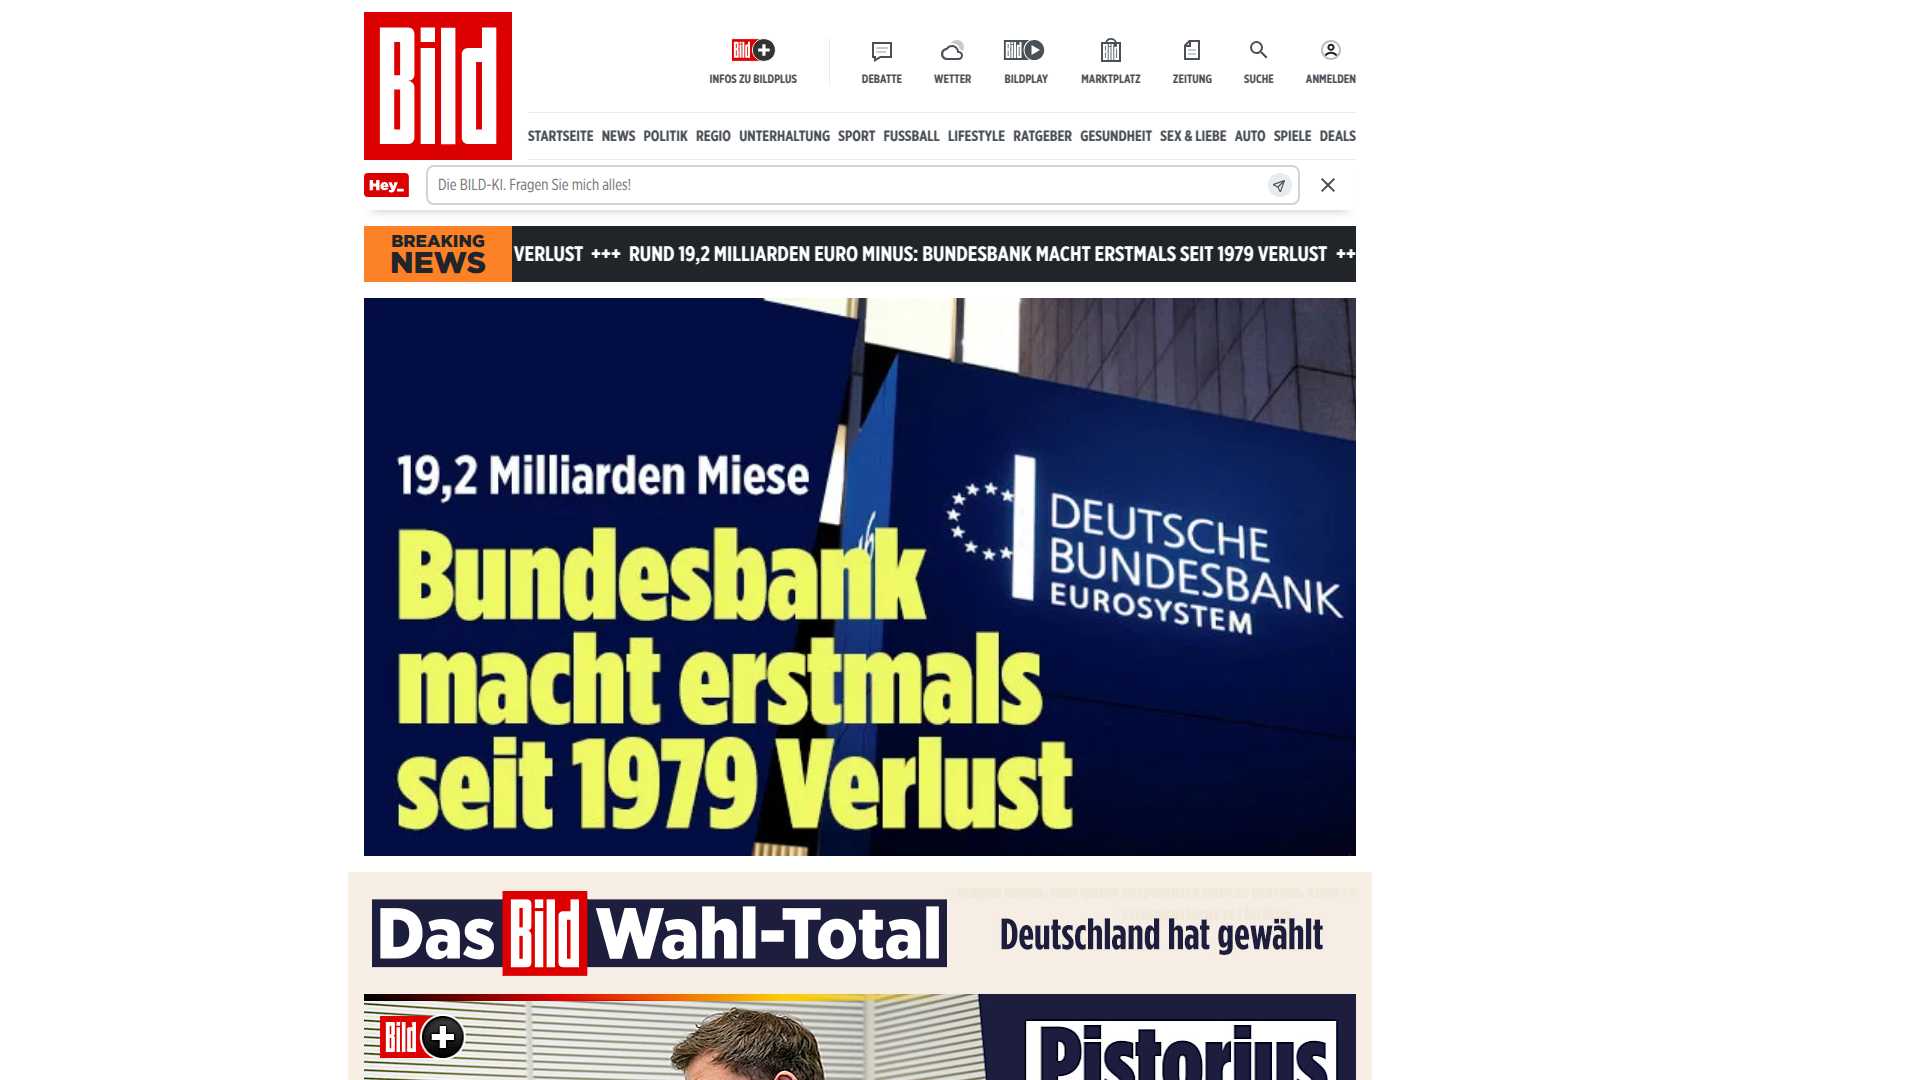 Bild
Bild
INFOS ZU BILDPLUS
DEBATTE
WETTER
Bild
BILDPLAY
Bild
MARKTPLATZ
ZEITUNG
SUCHE
ANMELDEN
STARTSEITE NEWS POLITIK REGIO UNTERHALTUNG SPORT FUSSBALL LIFESTYLE RATGEBER GESUNDHEIT SEX & LIEBE AUTO SPIELE DEALS
Hey_
Die BILD-KI. Fragen Sie mich alles!
BREAKING
NEWS
VERLUST +++ RUND 19,2 MILLIARDEN EURO MINUS: BUNDESBANK MACHT ERSTMALS SEIT 1979 VERLUST ++
19,2 Milliarden Miese
Bundesbank
macht erstmals
seit 1979 Verlust
DEUTSCHE
BUNDESBANK
EUROSYSTEM
Das Bild Wahl-Total
Deutschland hat gewählt
Bild+
Pistorius